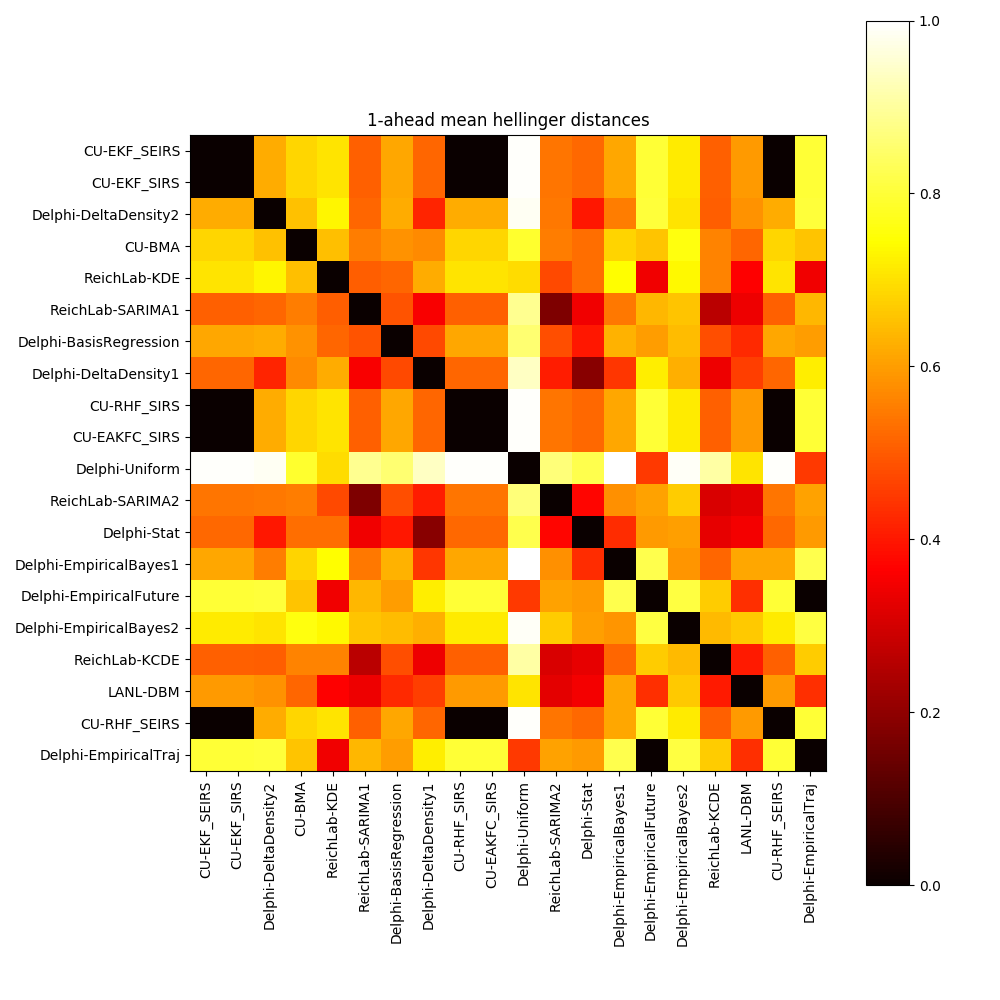 1-ahead mean hellinger distances
CU-EKF_SEIRS
CU-EKF_SIRS
Delphi-DeltaDensity2
CU-BMA
ReichLab-KDE
ReichLab-SARIMA1
Delphi-BasisRegression
Delphi-DeltaDensity1
CU-RHF_SIRS
CU-EAKFC_SIRS
Delphi-Uniform
ReichLab-SARIMA2
Delphi-Stat
Delphi-EmpiricalBayes1
Delphi-EmpiricalFuture
Delphi-EmpiricalBayes2
ReichLab-KCDE
LANL-DBM
CU-RHF_SEIRS
Delphi-EmpiricalTraj
CU-EKF_SEIRS
CU-EKF_SIRS
Delphi-DeltaDensity2
CU-BMA
ReichLab-KDE
ReichLab-SARIMA1
Delphi-BasisRegression
Delphi-DeltaDensity1
CU-RHF_SIRS
CU-EAKFC_SIRS
Delphi-Uniform
ReichLab-SARIMA2
Delphi-Stat
Delphi-EmpiricalBayes1
Delphi-EmpiricalFuture
Delphi-EmpiricalBayes2
ReichLab-KCDE
LANL-DBM
CU-RHF_SEIRS
Delphi-EmpiricalTraj
1.0
0.8
0.6
0.4
0.2
0.0